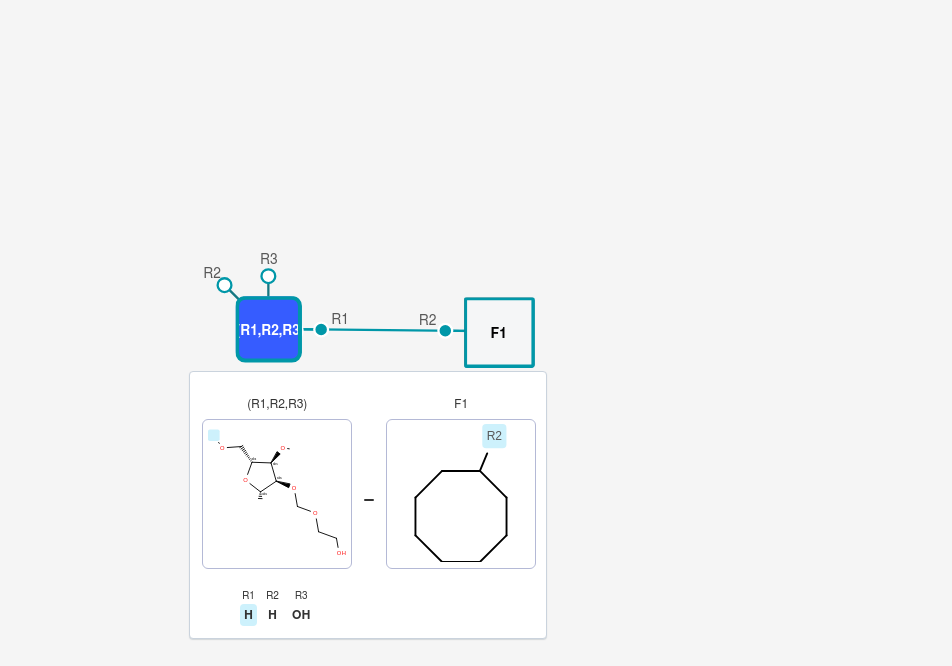 R3
R2
R1,R2,R3
R1
R2
F1
(R1,R2,R3)
F1
R2
O
O
O
O
O
OH
R1 R2 R3
H H OH